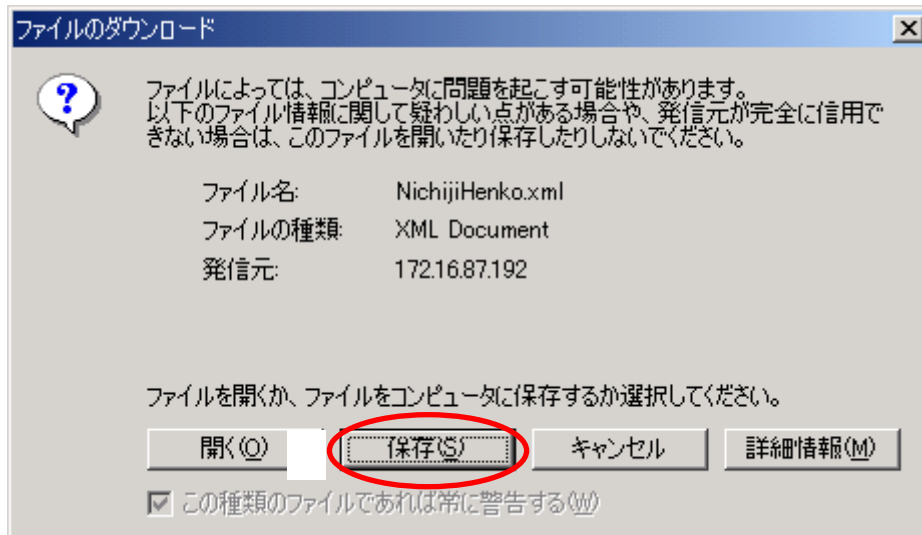 ファイルのダウンロード
ファイルによっては、コンピュータに問題を起こす可能性があります。
以下のファイル情報に関して疑わしい点がある場合や、発信元が完全に信用で
きない場合は、このファイルを開いたり保存したりしないでください。
ファイル名: NichijiHenko.xml
ファイルの種類: XML Document
発信元: 172.16.87.192
ファイルを開くか、ファイルをコンピュータに保存するか選択してください。
開く(O) 保存(S) キャンセル 詳細情報(M)
この種類のファイルであれば常に警告する(W)